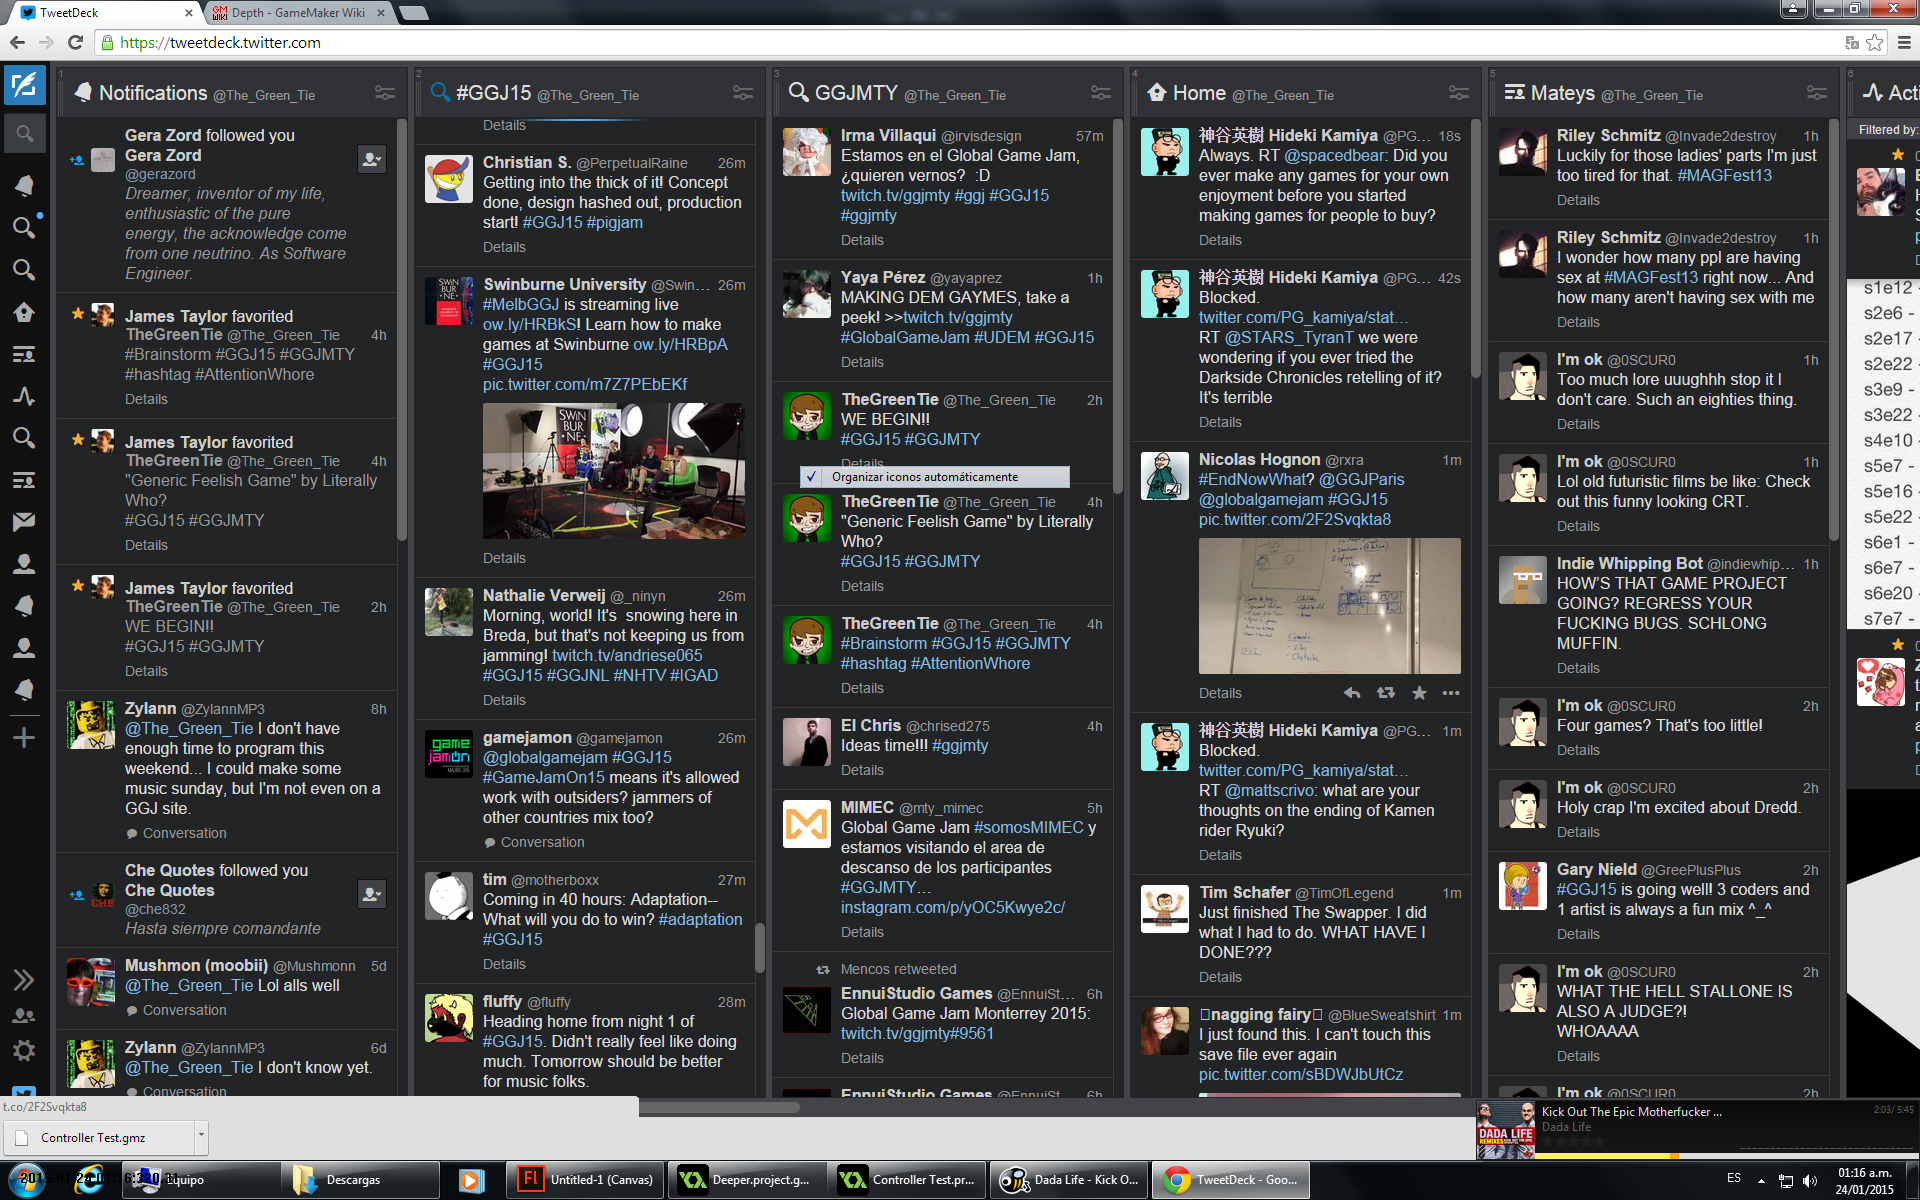 TweetDeck
Depth - GameMaker Wiki
https://tweetdeck.twitter.com
1
Notifications @The_Green_Tie
Gera Zord followed you
Gera Zord
@gerazord
Dreamer, inventor of my life,
enthusiastic of the pure
energy, the acknowledge come
from one neutrino. As Software
Engineer.
James Taylor favorited
TheGreenTie @The_Green_Tie 4h
#Brainstorm #GGJ15 #GGJMTY
#hashtag #AttentionWhore
Details
James Taylor favorited
TheGreenTie @The_Green_Tie 4h
"Generic Feelish Game" by Literally
Who?
#GGJ15 #GGJMTY
Details
James Taylor favorited
TheGreenTie @The_Green_Tie 2h
WE BEGIN!!
#GGJ15 #GGJMTY
Details
Zylann @ZylannMP3 8h
@The_Green_Tie I don't have
enough time to program this
weekend... I could make some
music sunday, but I'm not even on a
GGJ site.
Conversation
Che Quotes followed you
Che Quotes
@che832
Hasta siempre comandante
Mushmon (moobii) @Mushmonn 5d
@The_Green_Tie Lol alls well
Conversation
Zylann @ZylannMP3 6d
@The_Green_Tie I don't know yet.
Conversation
2
#GGJ15 @The_Green_Tie
Details
Christian S. @PerpetualRaine 26m
Getting into the thick of it! Concept
done, design hashed out, production
start! #GGJ15 #pigjam
Details
Swinburne University @Swin... 26m
#MelbGGJ is streaming live
ow.ly/HRBkS! Learn how to make
games at Swinburne ow.ly/HRBpA
#GGJ15
pic.twitter.com/m7Z7PEbEKf
Details
Nathalie Verweij @_ninyn 26m
Morning, world! It's snowing here in
Breda, but that's not keeping us from
jamming! twitch.tv/andriese065
#GGJ15 #GGJNL #NHTV #IGAD
Details
gamejamon @gamejamon 26m
@globalgamejam #GGJ15
#GameJamOn15 means it's allowed
work with outsiders? jammers of
other countries mix too?
Conversation
tim @motherboxx 27m
Coming in 40 hours: Adaptation--
What will you do to win? #adaptation
#GGJ15
Details
fluffy @fluffy 28m
Heading home from night 1 of
#GGJ15. Didn't really feel like doing
much. Tomorrow should be better
for music folks.
3
GGJMTY @The_Green_Tie
Irma Villaqui @irvisdesign 57m
Estamos en el Global Game Jam,
¿quieren vernos? :D
twitch.tv/ggjmty #ggj #GGJ15
#ggjmty
Details
Yaya Pérez @yayaprez 1h
MAKING DEM GAYMES, take a
peek! >>twitch.tv/ggjmty
#GlobalGameJam #UDEM #GGJ15
Details
TheGreenTie @The_Green_Tie 2h
WE BEGIN!!
#GGJ15 #GGJMTY
Details
Organizar iconos automáticamente
TheGreenTie @The_Green_Tie 4h
"Generic Feelish Game" by Literally
Who?
#GGJ15 #GGJMTY
Details
TheGreenTie @The_Green_Tie 4h
#Brainstorm #GGJ15 #GGJMTY
#hashtag #AttentionWhore
Details
El Chris @chrised275 4h
Ideas time!!! #ggjmty
Details
MIMEC @mty_mimec 5h
Global Game Jam #somosMIMEC y
estamos visitando el area de
descanso de los participantes
#GGJMTY...
instagram.com/p/yOC5Kwye2c/
Details
Mencos retweeted
EnnuiStudio Games @EnnuiSt... 6h
Global Game Jam Monterrey 2015:
twitch.tv/ggjmty#9561
Details
EnnuiStudio Games @EnnuiSt... 6h
4
Home @The_Green_Tie
神谷英樹 Hideki Kamiya @PG... 18s
Always. RT @spacedbear: Did you
ever make any games for your own
enjoyment before you started
making games for people to buy?
Details
神谷英樹 Hideki Kamiya @PG... 42s
Blocked.
twitter.com/PG_kamiya/stat...
RT @STARS_TyranT we were
wondering if you ever tried the
Darkside Chronicles retelling of it?
It's terrible
Details
Nicolas Hognon @rxra 1m
#EndNowWhat? @GGJParis
@globalgamejam #GGJ15
pic.twitter.com/2F2Svqkta8
Details
神谷英樹 Hideki Kamiya @PG... 1m
Blocked.
twitter.com/PG_kamiya/stat...
RT @mattscrivo: what are your
thoughts on the ending of Kamen
rider Ryuki?
Details
Tim Schafer @TimOfLegend 1m
Just finished The Swapper. I did
what I had to do. WHAT HAVE I
DONE???
Details
nagging fairy @BlueSweatshirt 1m
I just found this. I can't touch this
save file ever again
pic.twitter.com/sBDWJbUtCz
5
Mateys @The_Green_Tie
Riley Schmitz @Invade2destroy 1h
Luckily for those ladies' parts I'm just
too tired for that. #MAGFest13
Details
Riley Schmitz @Invade2destroy 1h
I wonder how many ppl are having
sex at #MAGFest13 right now... And
how many aren't having sex with me
Details
I'm ok @0SCUR0 1h
Too much lore uuughhh stop it I
don't care. Such an eighties thing.
Details
I'm ok @0SCUR0 1h
Lol old futuristic films be like: Check
out this funny looking CRT.
Details
Indie Whipping Bot @indiewhip... 1h
HOW'S THAT GAME PROJECT
GOING? REGRESS YOUR
FUCKING BUGS. SCHLONG
MUFFIN.
Details
I'm ok @0SCUR0 2h
Four games? That's too little!
Details
I'm ok @0SCUR0 2h
Holy crap I'm excited about Dredd.
Details
Gary Nield @GreePlusPlus 2h
#GGJ15 is going well! 3 coders and
1 artist is always a fun mix ^_^
Details
I'm ok @0SCUR0 2h
WHAT THE HELL STALLONE IS
ALSO A JUDGE?!
WHOAAAA
Details
I'm ok @0SCUR0 2h
6
Acti
Filtered by:
s1e12 -
s2e6 -
s2e17 -
s2e22 -
s3e9 -
s3e22 -
s4e10 -
s5e7 -
s5e16 -
s5e22 -
s6e1 -
s6e7 -
s6e20 -
s7e7 -
t.co/2F2Svqkta8
Controller Test.gmz
Kick Out The Epic Motherfucker ...
Dada Life
2:03/ 5:45
DADA LIFE
Equipo
Descargas
Untitled-1 (Canvas)
Deeper.project.g...
Controller Test.pr...
Dada Life - Kick O...
TweetDeck - Goo...
ES
01:16 a.m.
24/01/2015